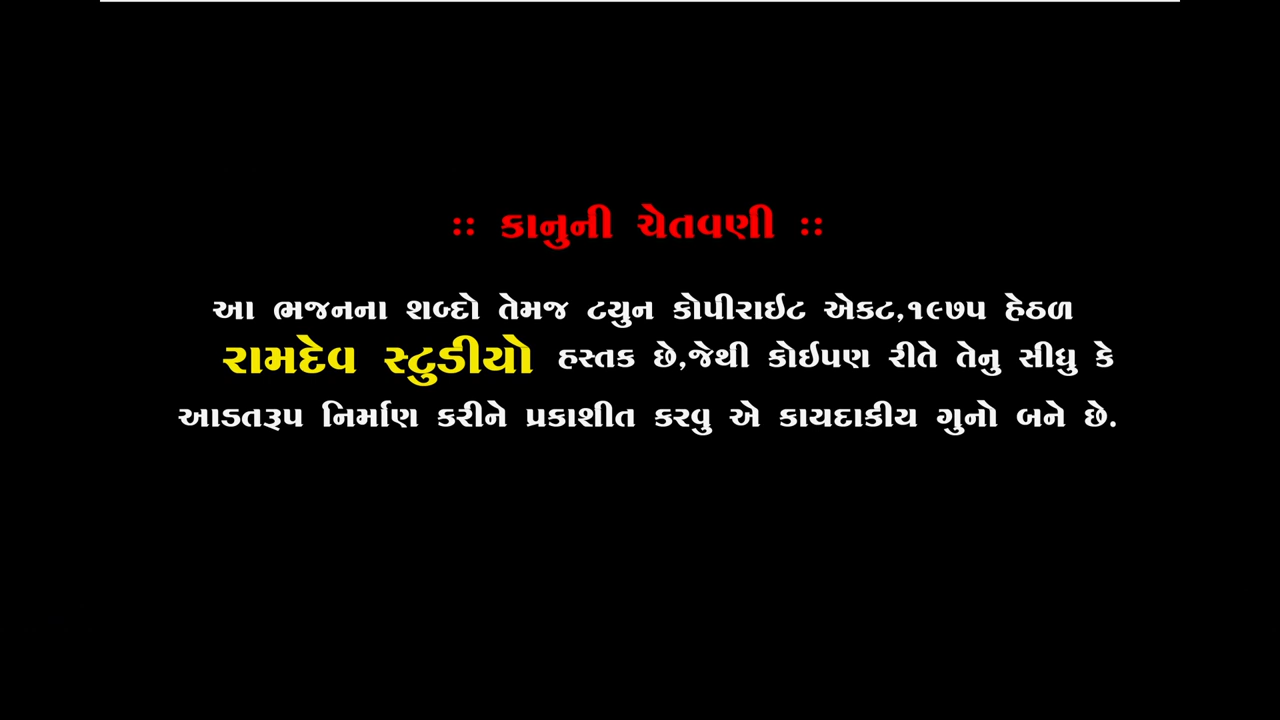 :: કાનુની ચેતવણી ::
આ ભજનના શબ્દો તેમજ ટયુન કોપીરાઈટ એકટ,૧૯૭૫ હેઠળ
રામદેવ સ્ટુડીયો હસ્તક છે,જેથી કોઈપણ રીતે તેનુ સીધુ કે
આડતરૂપ નિર્માણ કરીને પ્રકાશીત કરવુ એ કાયદાકીય ગુનો બને છે.